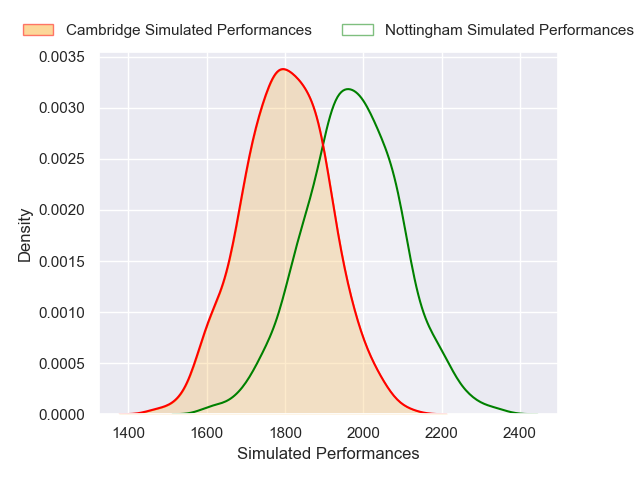 Cambridge Simulated Performances Nottingham Simulated Performances
0.0035
0.0030
0.0025
0.0020
0.0015
0.0010
0.0005
0.0000
Density
1400 1600 1800 2000 2200 2400
Simulated Performances